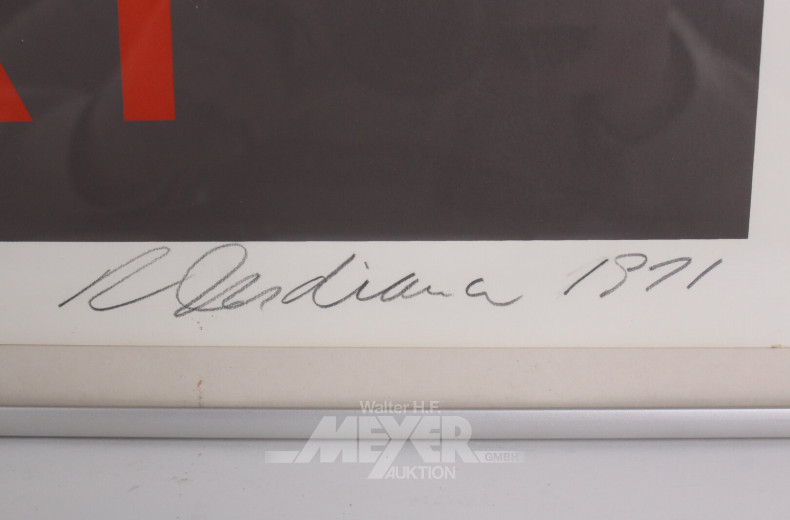 R Indiana 1971
Walter H.F.
MEYER
GMBH
AUKTION